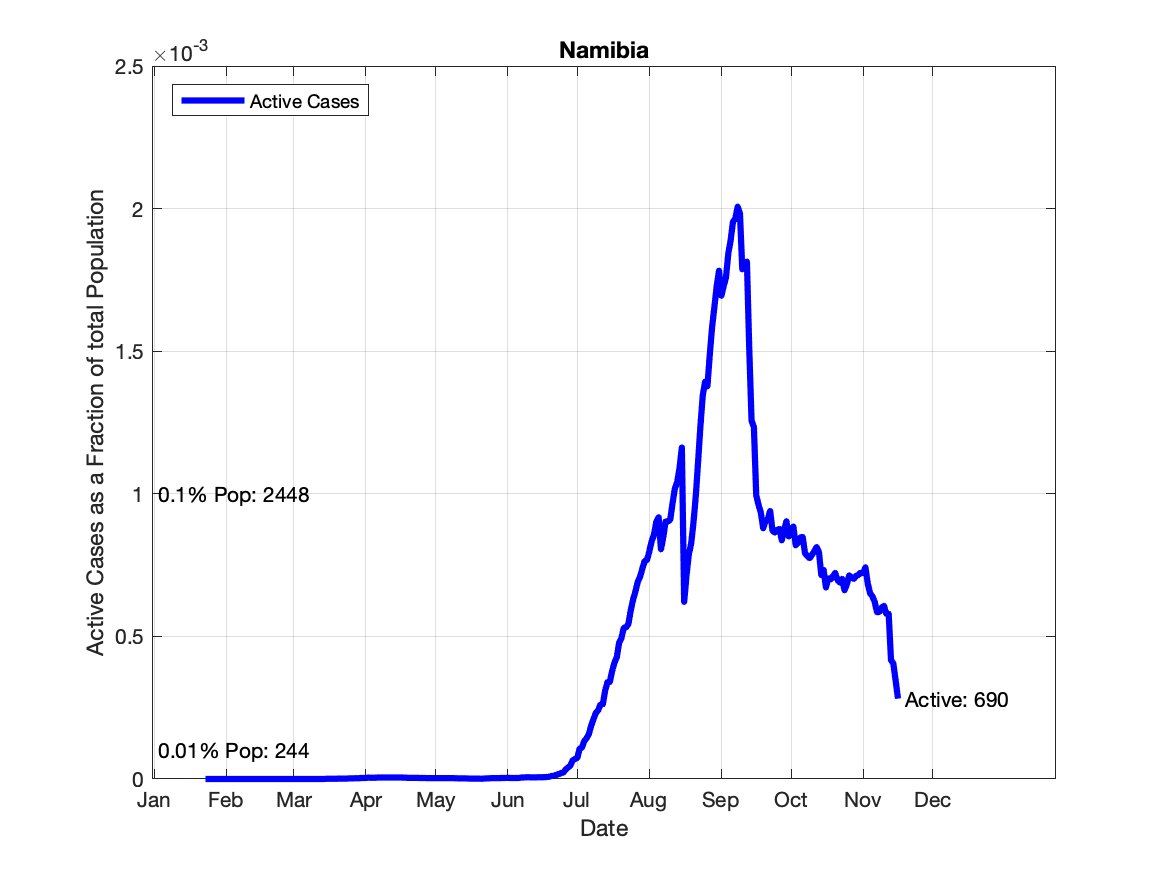 Namibia
×10-3
2.5
2
1.5
1
0.5
0
Active Cases
0.1% Pop: 2448
0.01% Pop: 244
Active: 690
Active Cases as a Fraction of total Population
Jan Feb Mar Apr May Jun Jul Aug Sep Oct Nov Dec
Date